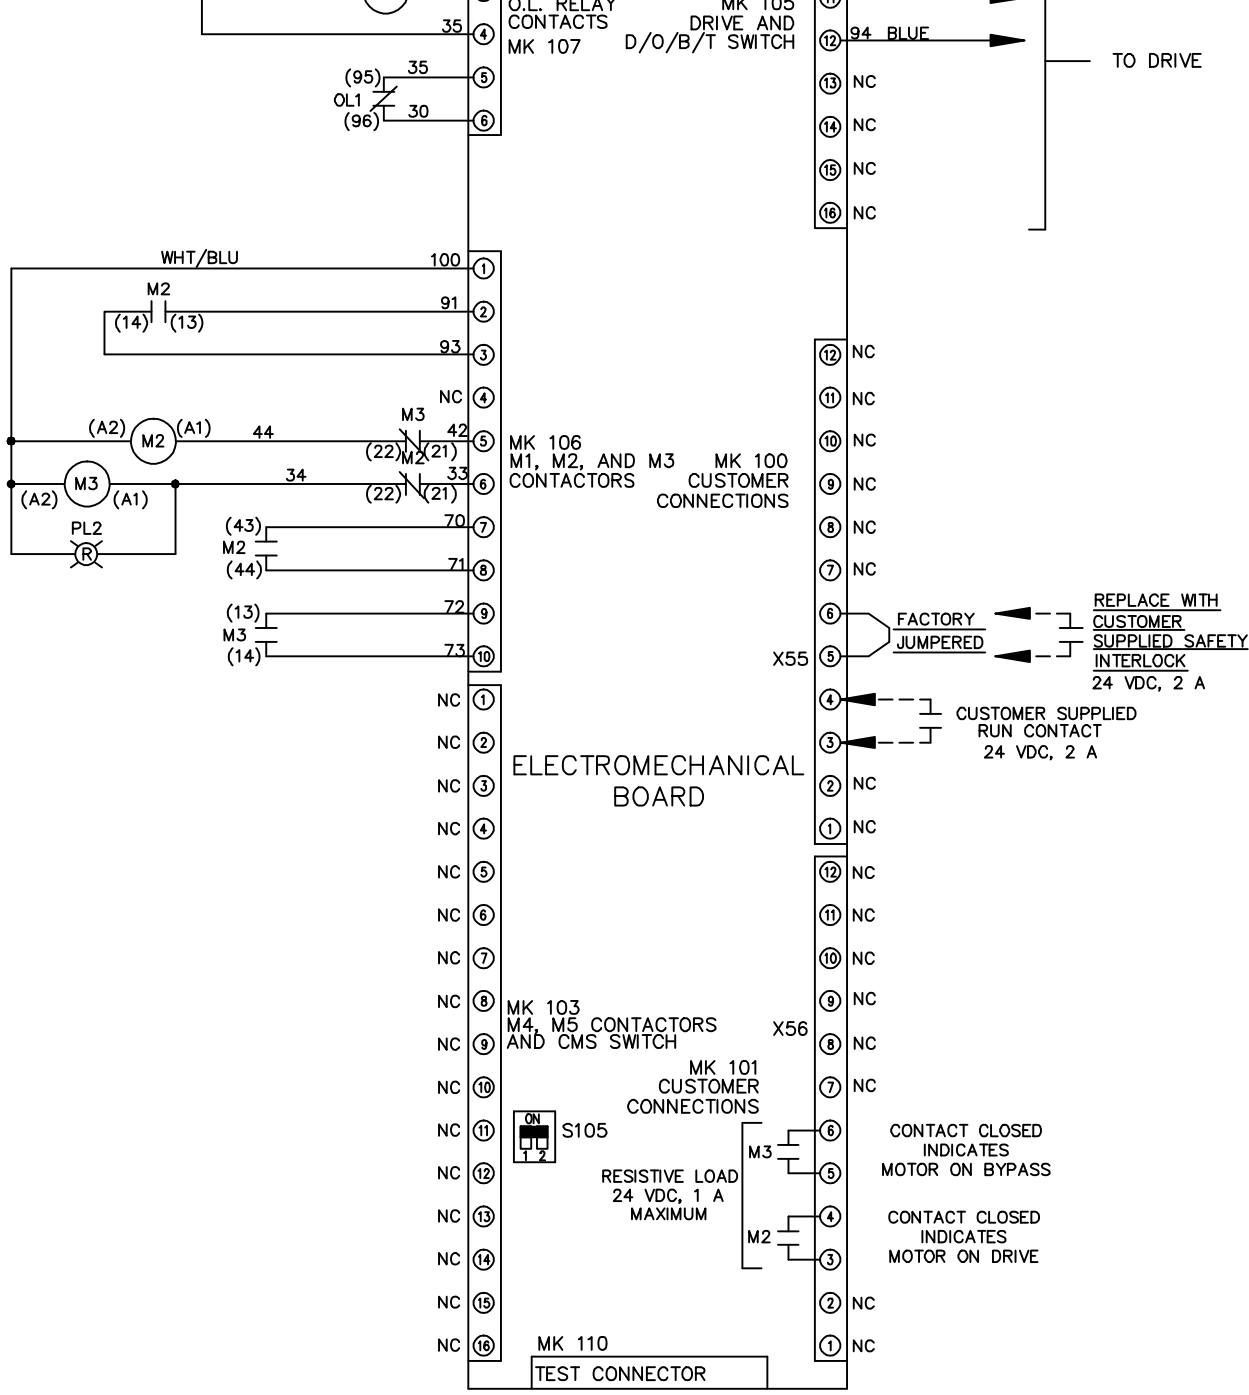 O.L. RELAY
CONTACTS
MK 107
35
4
MK 105
DRIVE AND
D/O/B/T SWITCH
11
12
94 BLUE
TO DRIVE
13 NC
14 NC
15 NC
16 NC
(95)
35
5
OL1
(96)
30
6
WHT/BLU
100
1
M2
(14)
(13)
91
2
93
3
NC
4
(A2)
M2
(A1)
44
M3
(22)
(21)
42
5
(A2)
M3
(A1)
34
M2
(22)
(21)
33
6
PL2
R
(43)
M2
(44)
70
7
71
8
(13)
M3
(14)
72
9
73
10
MK 106
M1, M2, AND M3
CONTACTORS
MK 100
CUSTOMER
CONNECTIONS
12 NC
11 NC
10 NC
9 NC
8 NC
7 NC
6
X55
5
FACTORY
JUMPERED
REPLACE WITH
CUSTOMER
SUPPLIED SAFETY
INTERLOCK
24 VDC, 2 A
4
3
CUSTOMER SUPPLIED
RUN CONTACT
24 VDC, 2 A
2 NC
1 NC
ELECTROMECHANICAL
BOARD
NC 1
NC 2
NC 3
NC 4
NC 5
NC 6
NC 7
NC 8
NC 9
NC 10
NC 11
NC 12
NC 13
NC 14
NC 15
NC 16
MK 103
M4, M5 CONTACTORS
AND CMS SWITCH
ON
1 2
S105
12 NC
11 NC
10 NC
9 NC
X56
8 NC
7 NC
MK 101
CUSTOMER
CONNECTIONS
RESISTIVE LOAD
24 VDC, 1 A
MAXIMUM
M3
6
5
CONTACT CLOSED
INDICATES
MOTOR ON BYPASS
M2
4
3
CONTACT CLOSED
INDICATES
MOTOR ON DRIVE
2 NC
1 NC
MK 110
TEST CONNECTOR